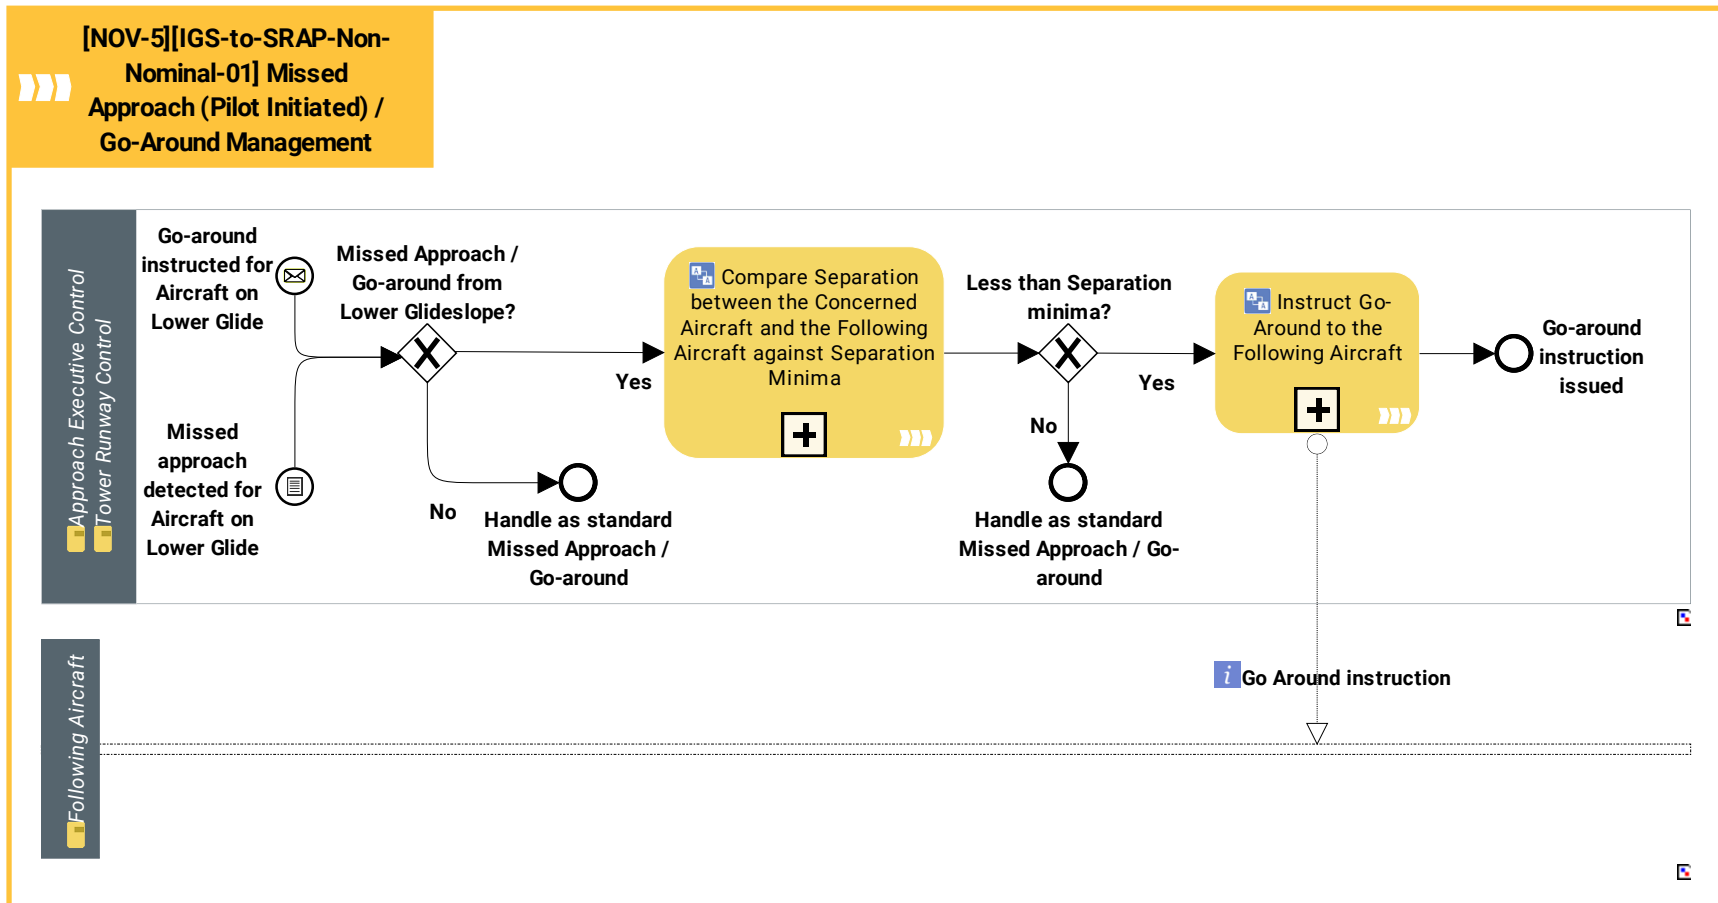 [NOV-5][IGS-to-SRAP-Non-
Nominal-01] Missed
Approach (Pilot Initiated) /
Go-Around Management
Approach Executive Control
Tower Runway Control
Go-around
instructed for
Aircraft on
Lower Glide
Missed
approach
detected for
Aircraft on
Lower Glide
Missed Approach /
Go-around from
Lower Glideslope?
Yes
No
Handle as standard
Missed Approach /
Go-around
Compare Separation
between the Concerned
Aircraft and the Following
Aircraft against Separation
Minima
Less than Separation
minima?
Yes
No
Handle as standard
Missed Approach / Go-
around
Instruct Go-
Around to the
Following Aircraft
Go-around
instruction
issued
Go Around instruction
Following Aircraft